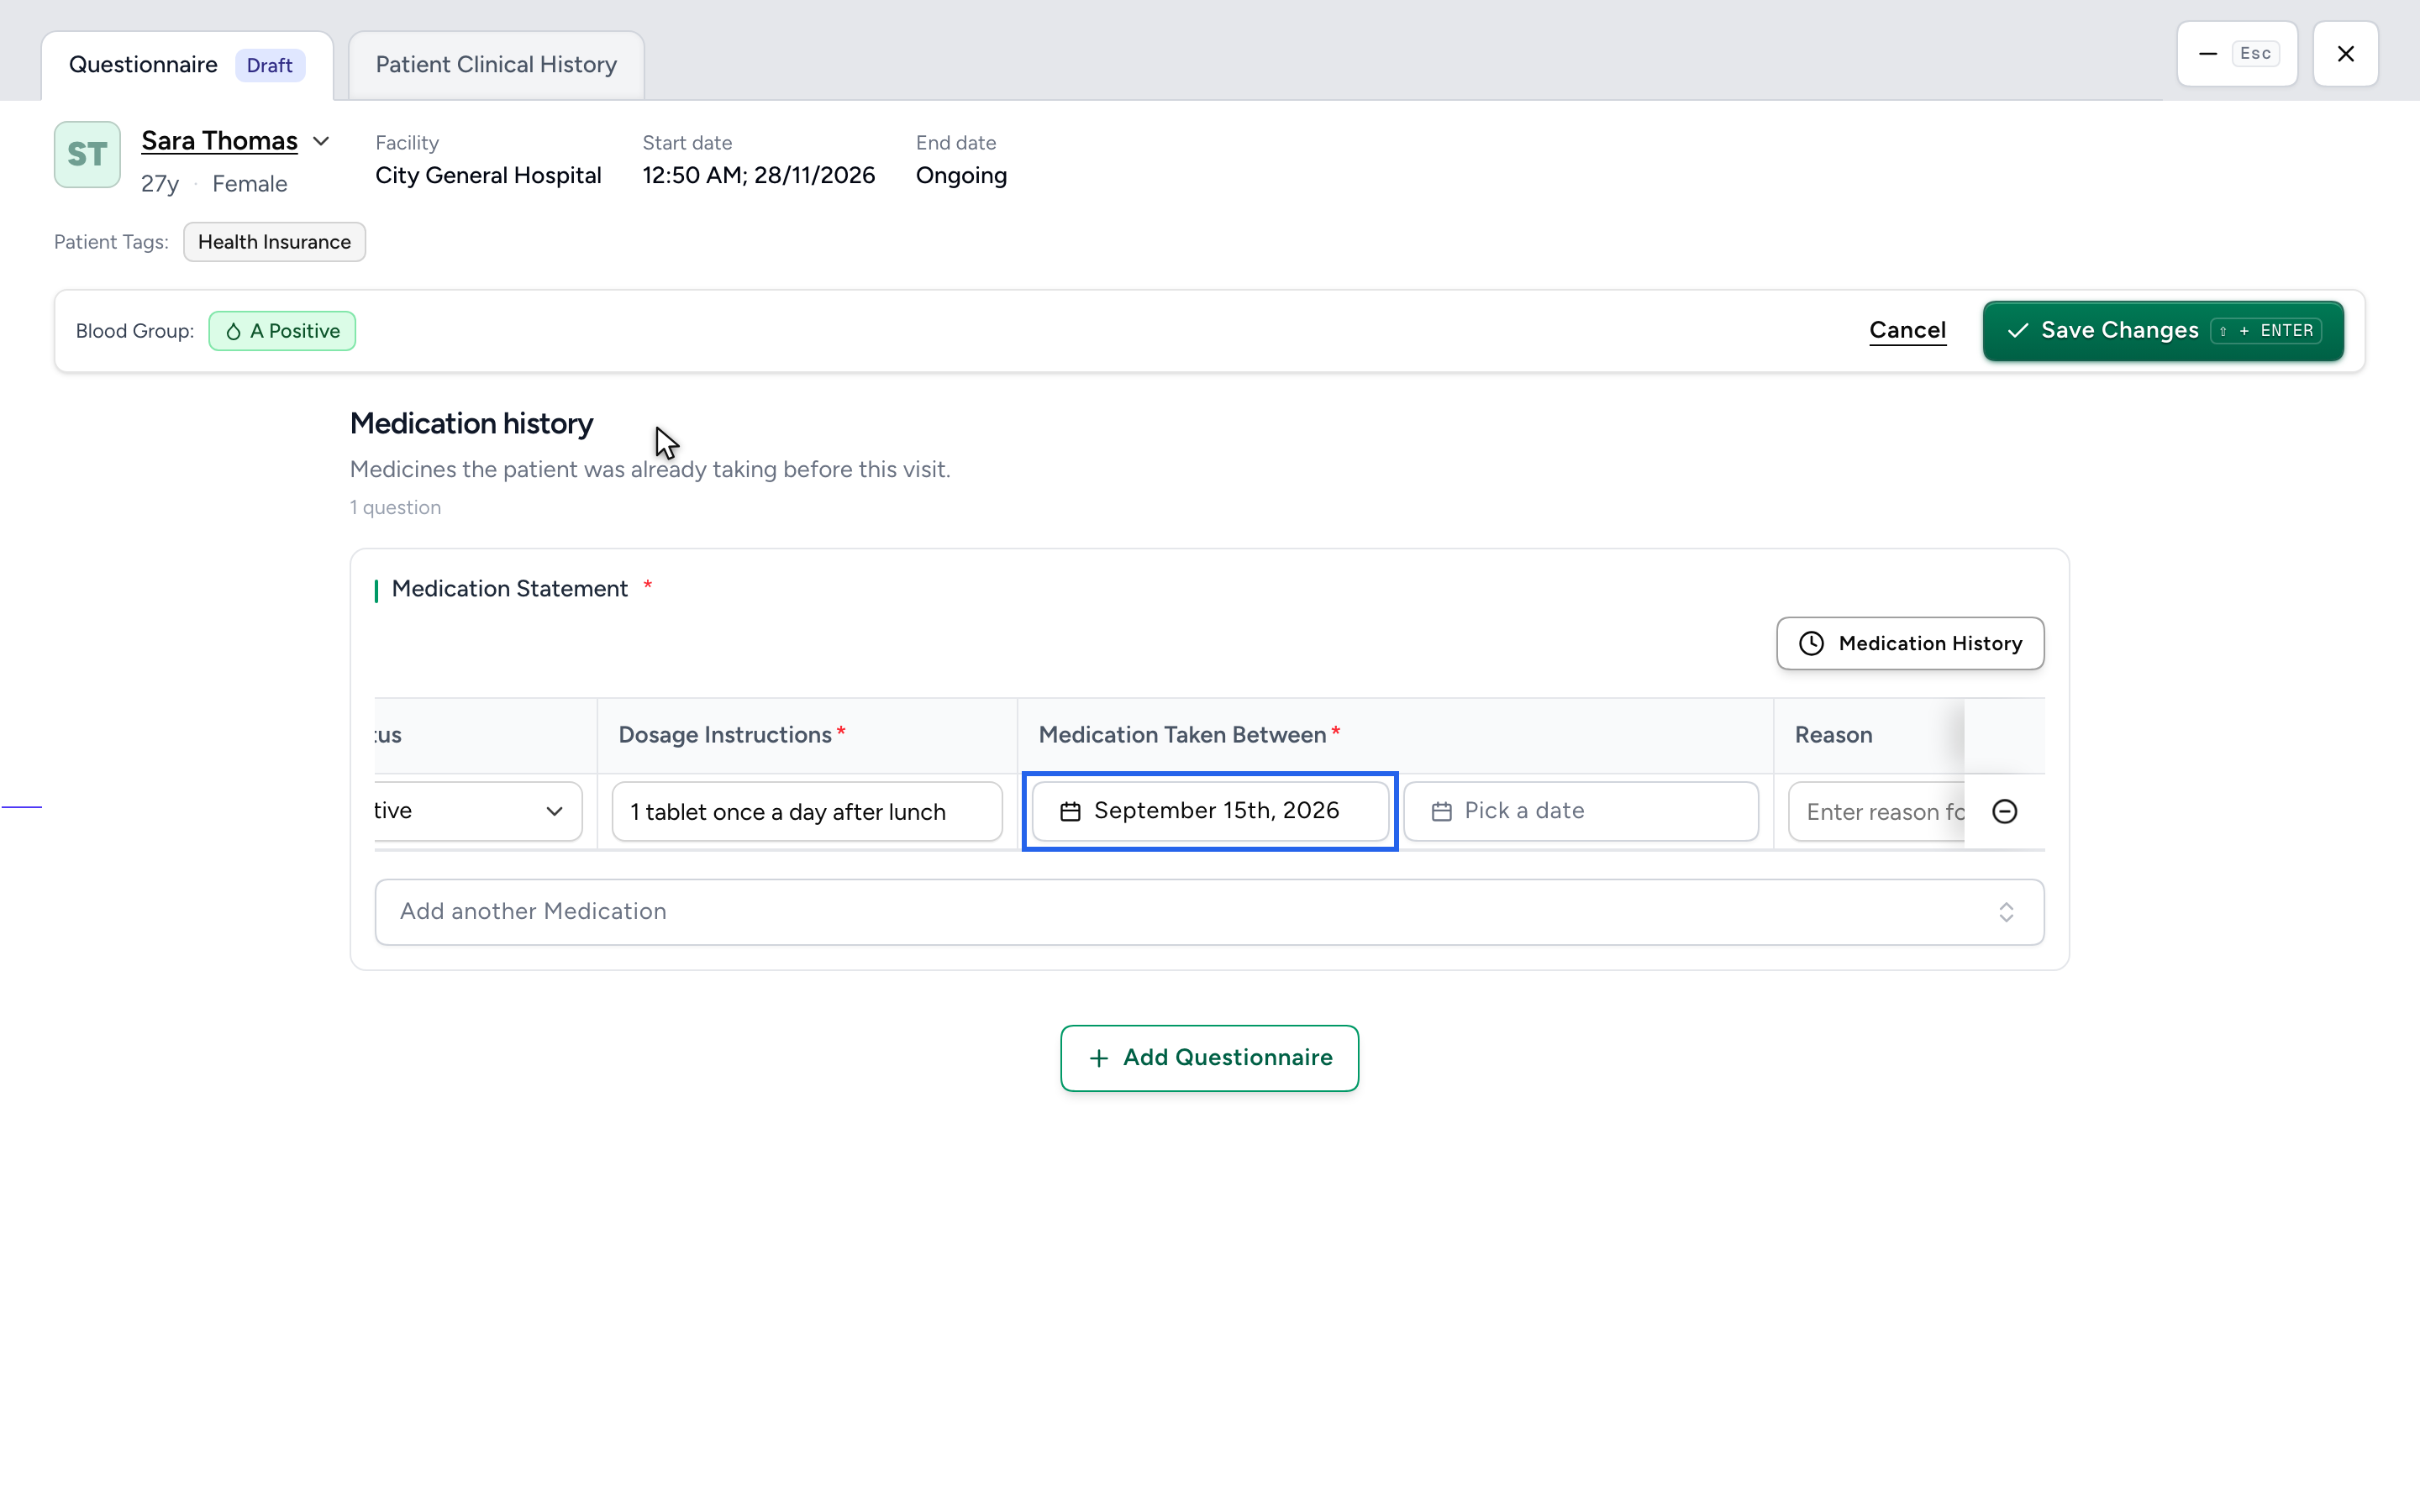 Questionnaire Draft
Patient Clinical History
Esc
ST
Sara Thomas
27y · Female
Facility
City General Hospital
Start date
12:50 AM; 28/11/2026
End date
Ongoing
Patient Tags: Health Insurance
Blood Group: A Positive
Cancel
Save Changes ⇧ + ENTER
Medication history
Medicines the patient was already taking before this visit.
1 question
Medication Statement *
Medication History
tus
Dosage Instructions *
Medication Taken Between *
Reason
tive
1 tablet once a day after lunch
September 15th, 2026
Pick a date
Enter reason fo
Add another Medication
+ Add Questionnaire